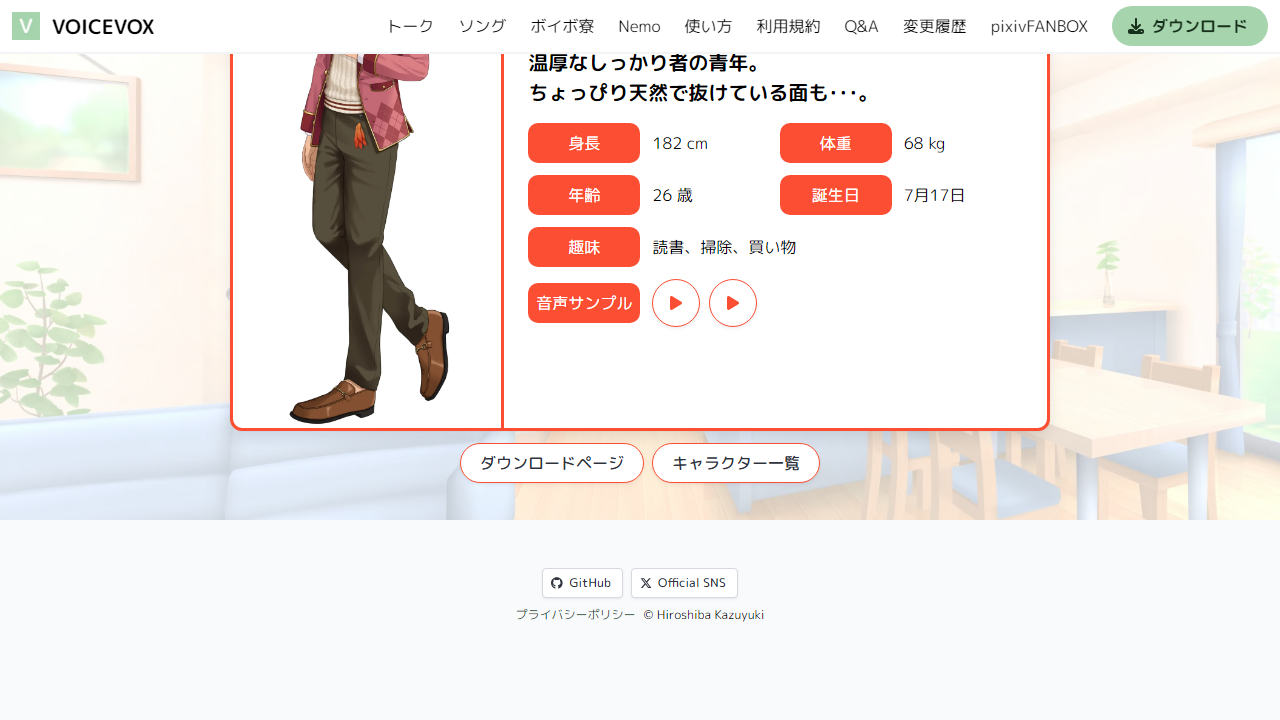 V VOICEVOX トーク ソング ボイボ寮 Nemo 使い方 利用規約 Q&A 変更履歴 pixivFANBOX ダウンロード
温厚なしっかり者の青年。
ちょっぴり天然で抜けている面も･･･。
身長 182 cm 体重 68 kg
年齢 26 歳 誕生日 7月17日
趣味 読書、掃除、買い物
音声サンプル
ダウンロードページ キャラクター一覧
GitHub Official SNS
プライバシーポリシー © Hiroshiba Kazuyuki